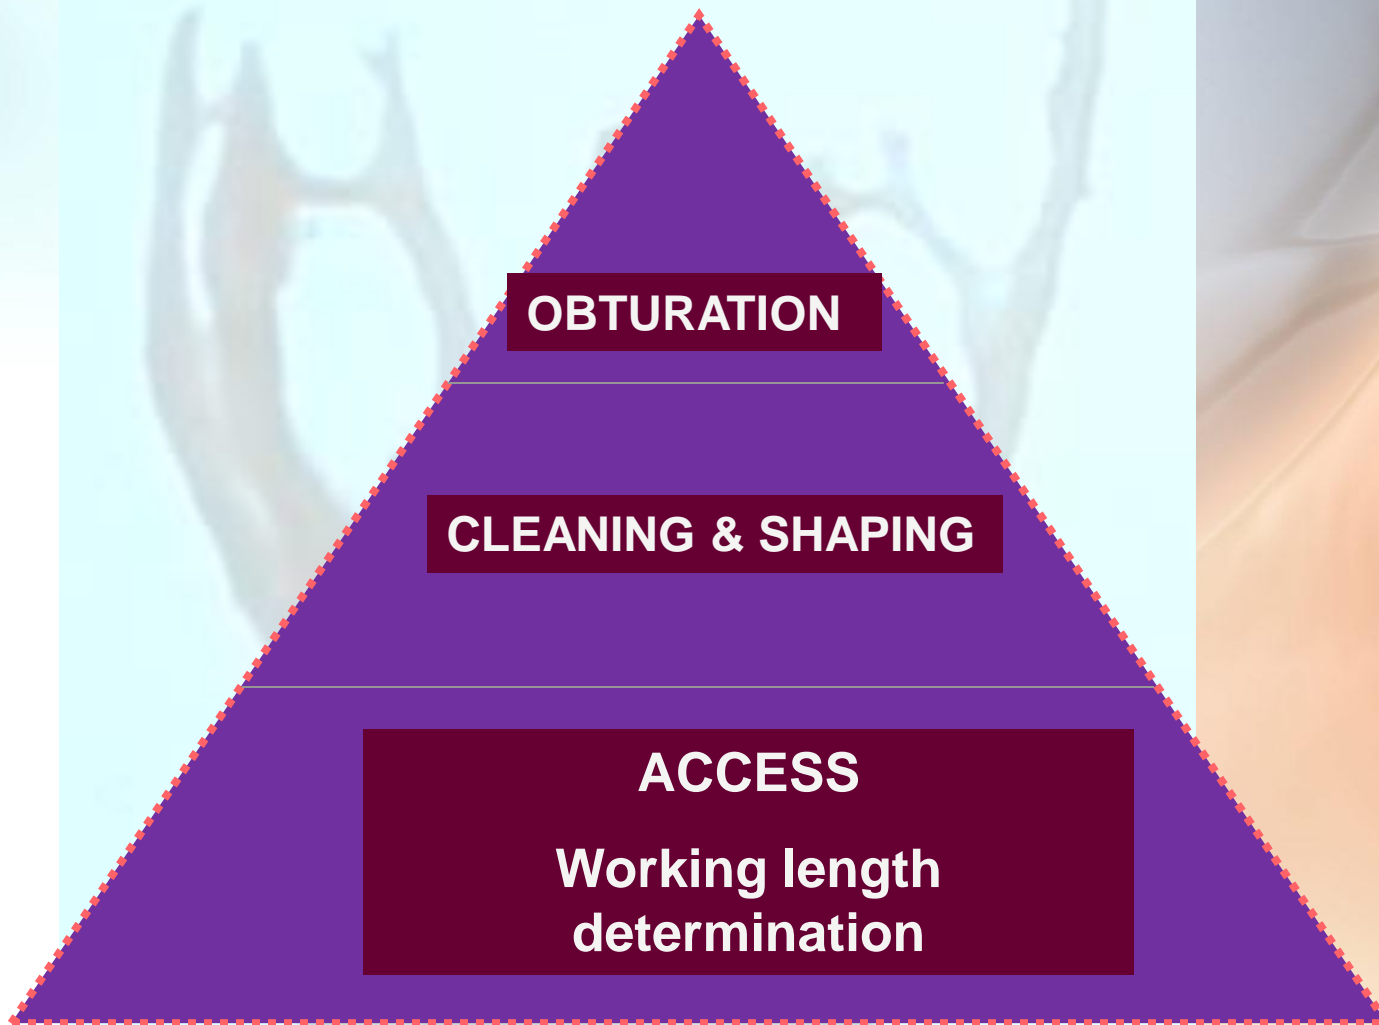 OBTURATION
CLEANING & SHAPING
ACCESS
Working length
determination